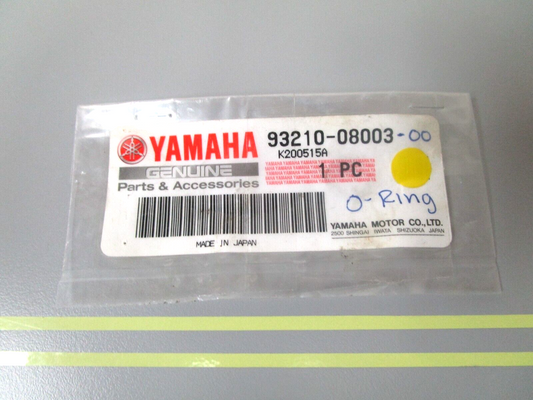 YAMAHA 93210-08003-00
K200515A
GENUINE 1 PC
Parts & Accessories
O-Ring
YAMAHA MOTOR CO., LTD.
2500 SHINGAI IWATA SHIZUOKA JAPAN
MADE IN JAPAN